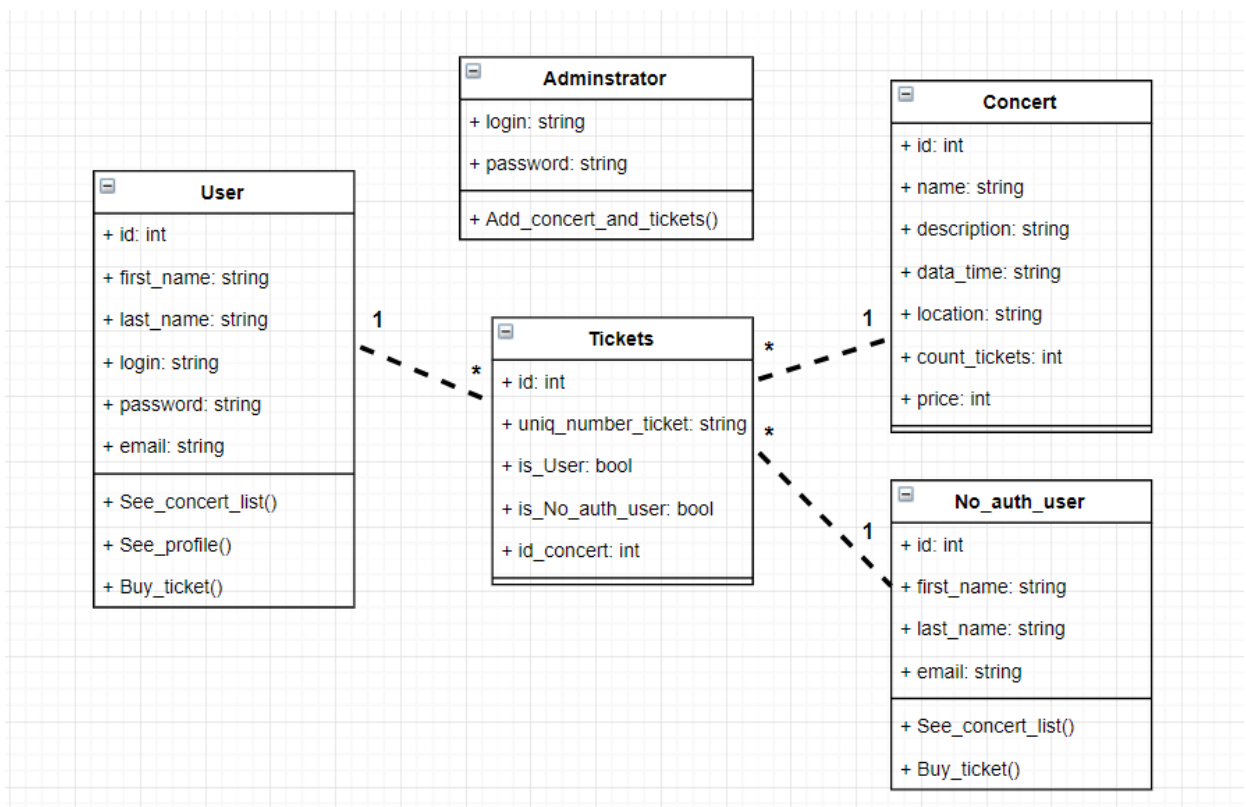 Adminstrator
+ login: string
+ password: string
+ Add_concert_and_tickets()
User
+ id: int
+ first_name: string
+ last_name: string
+ login: string
+ password: string
+ email: string
+ See_concert_list()
+ See_profile()
+ Buy_ticket()
1
*
Tickets
+ id: int
+ uniq_number_ticket: string
+ is_User: bool
+ is_No_auth_user: bool
+ id_concert: int
*
1
*
1
Concert
+ id: int
+ name: string
+ description: string
+ data_time: string
+ location: string
+ count_tickets: int
+ price: int
No_auth_user
+ id: int
+ first_name: string
+ last_name: string
+ email: string
+ See_concert_list()
+ Buy_ticket()